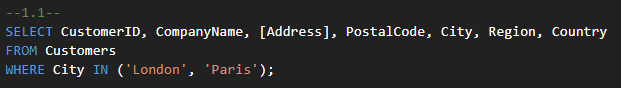 --1.1--
SELECT CustomerID, CompanyName, [Address], PostalCode, City, Region, Country
FROM Customers
WHERE City IN ('London', 'Paris');